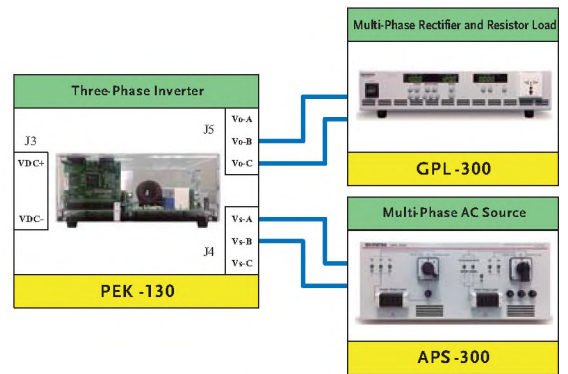 Multi-Phase Rectifier and Resistor Load
Three-Phase Inverter
J3
VDC+
VDC-
J5
Vo-A
Vo-B
Vo-C
J4
Vs-A
Vs-B
Vs-C
PEK -130
GPL -300
Multi-Phase AC Source
APS -300